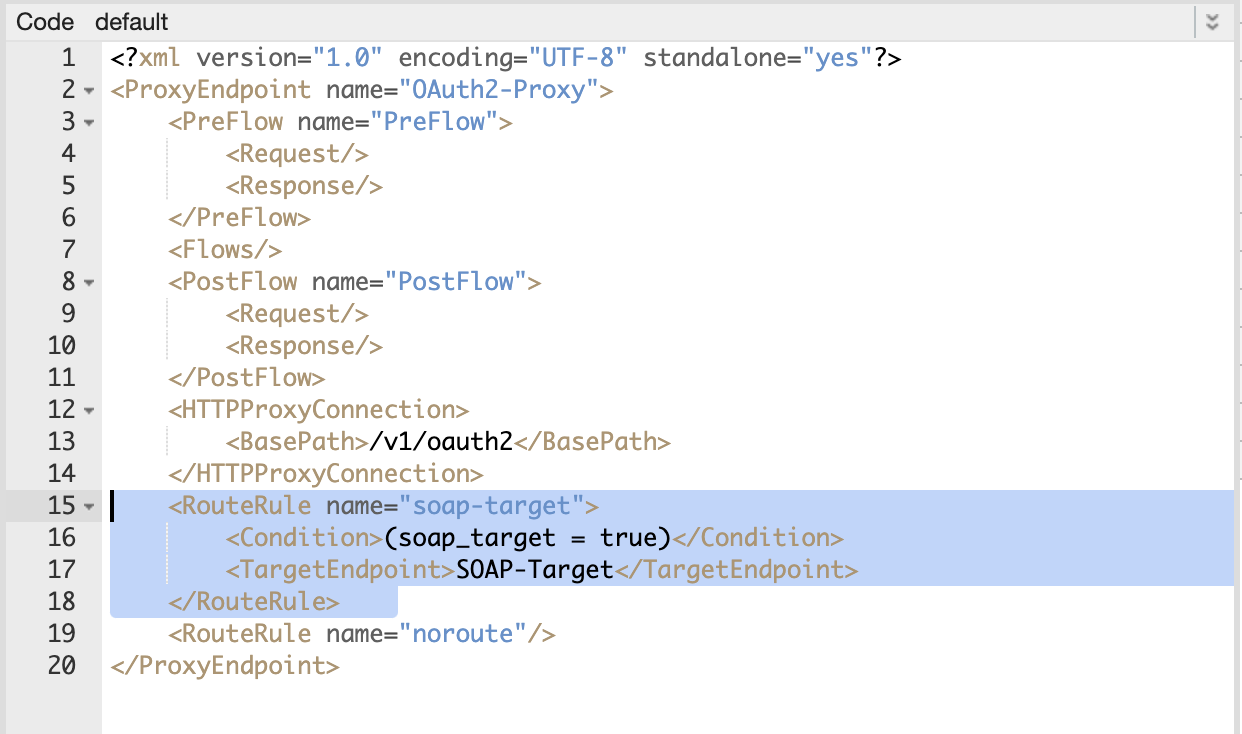 Code default
1 <?xml version="1.0" encoding="UTF-8" standalone="yes"?>
2 <ProxyEndpoint name="OAuth2-Proxy">
3     <PreFlow name="PreFlow">
4         <Request/>
5         <Response/>
6     </PreFlow>
7     <Flows/>
8     <PostFlow name="PostFlow">
9         <Request/>
10         <Response/>
11     </PostFlow>
12     <HTTPProxyConnection>
13         <BasePath>/v1/oauth2</BasePath>
14     </HTTPProxyConnection>
15     <RouteRule name="soap-target">
16         <Condition>(soap_target = true)</Condition>
17         <TargetEndpoint>SOAP-Target</TargetEndpoint>
18     </RouteRule>
19     <RouteRule name="noroute"/>
20 </ProxyEndpoint>